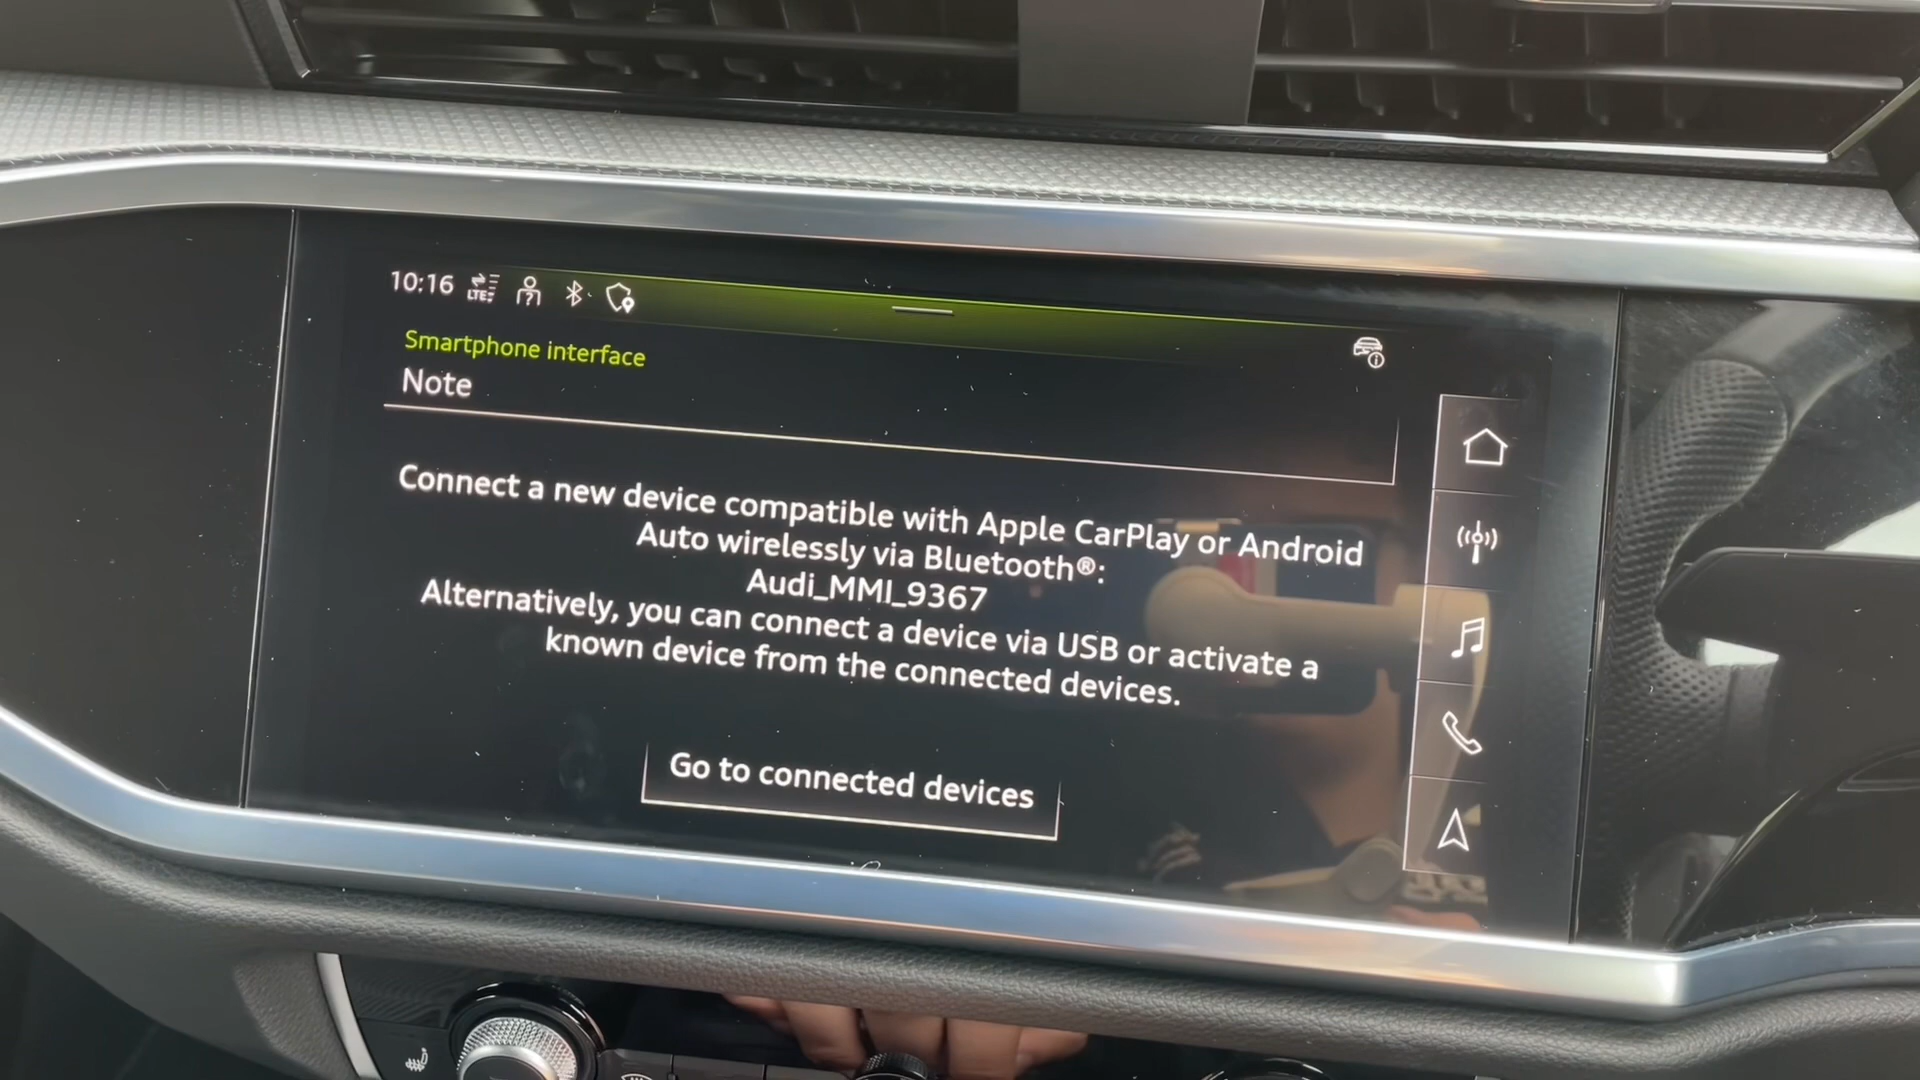 10:16 LTE
Smartphone interface
Note
Connect a new device compatible with Apple CarPlay or Android
Auto wirelessly via Bluetooth®:
Audi_MMI_9367
Alternatively, you can connect a device via USB or activate a
known device from the connected devices.
Go to connected devices